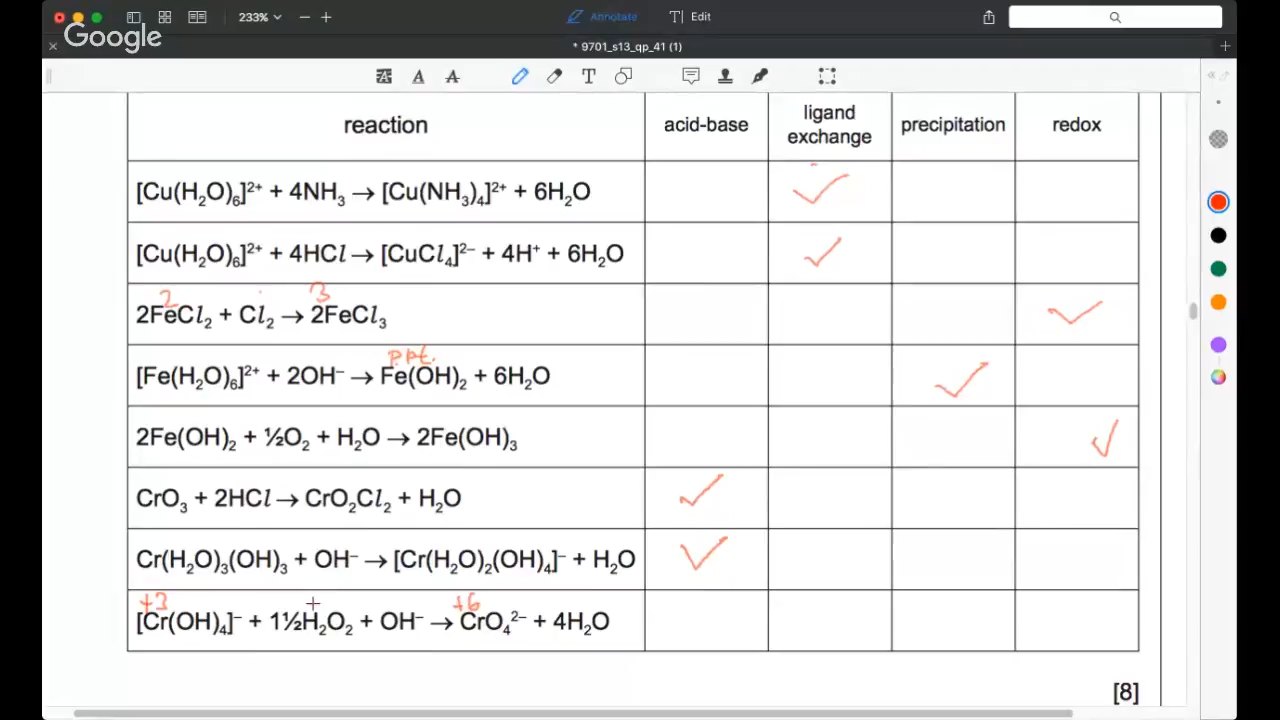 233%
Annotate
T| Edit
Google
* 9701_s13_qp_41 (1)
reaction acid-base ligand exchange precipitation redox
[Cu(H₂O)₆]²⁺ + 4NH₃ → [Cu(NH₃)₄]²⁺ + 6H₂O
[Cu(H₂O)₆]²⁺ + 4HCl → [CuCl₄]²⁻ + 4H⁺ + 6H₂O
2 3
2FeCl₂ + Cl₂ → 2FeCl₃
ppt.
[Fe(H₂O)₆]²⁺ + 2OH⁻ → Fe(OH)₂ + 6H₂O
2Fe(OH)₂ + ½O₂ + H₂O → 2Fe(OH)₃
CrO₃ + 2HCl → CrO₂Cl₂ + H₂O
Cr(H₂O)₃(OH)₃ + OH⁻ → [Cr(H₂O)₂(OH)₄]⁻ + H₂O
+3 +6
[Cr(OH)₄]⁻ + 1½H₂O₂ + OH⁻ → CrO₄²⁻ + 4H₂O
[8]